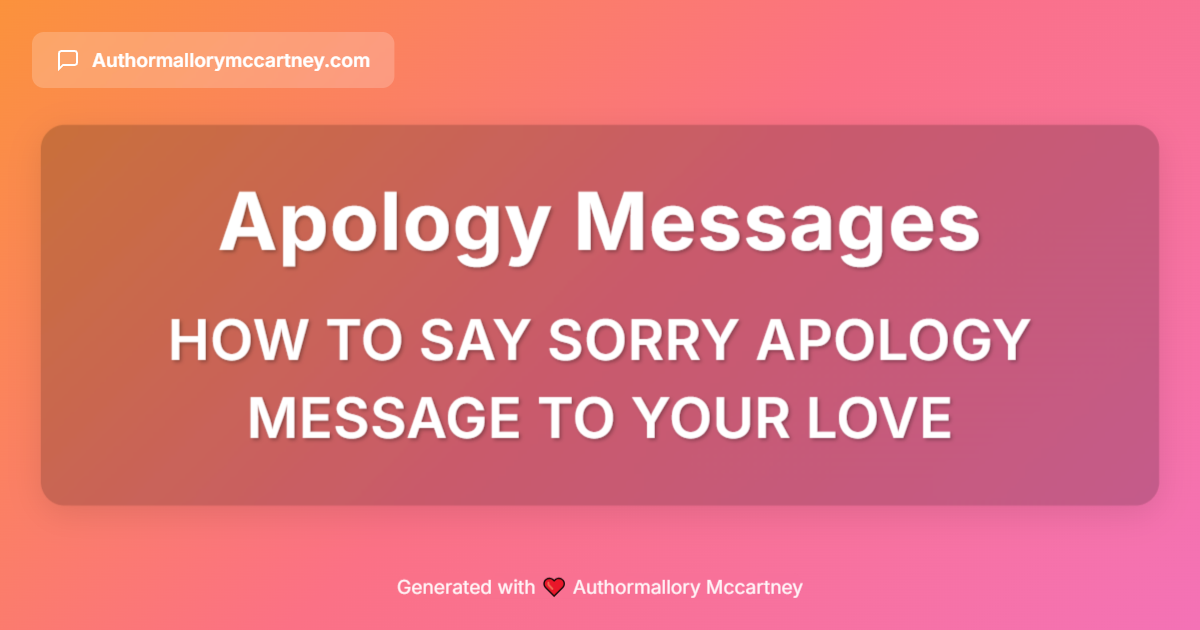 Authormallorymccartney.com
Apology Messages
HOW TO SAY SORRY APOLOGY
MESSAGE TO YOUR LOVE
Generated with ❤️ Authormallory Mccartney